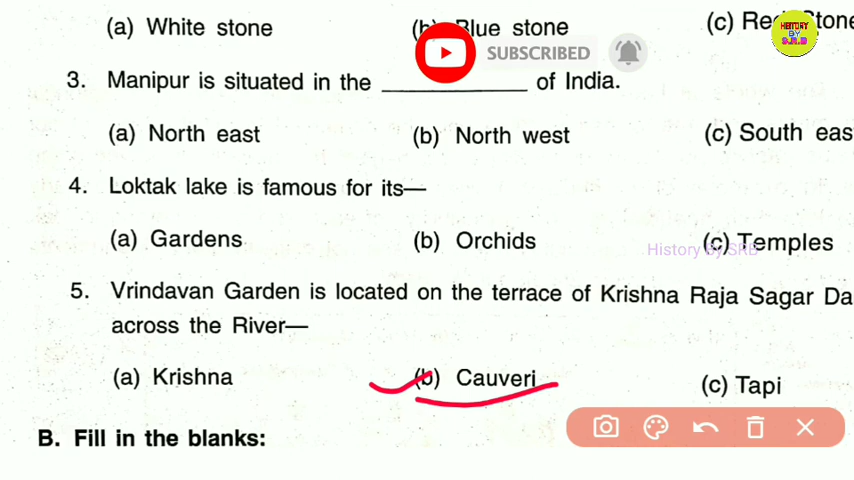 (a) White stone (b) Blue stone (c) Red Stone
HISTORY BY S.R.B
SUBSCRIBED
3. Manipur is situated in the ____________ of India.
(a) North east (b) North west (c) South eas
4. Loktak lake is famous for its—
(a) Gardens (b) Orchids (c) Temples
History By SRB
5. Vrindavan Garden is located on the terrace of Krishna Raja Sagar Da
across the River—
(a) Krishna (b) Cauveri (c) Tapi
B. Fill in the blanks: